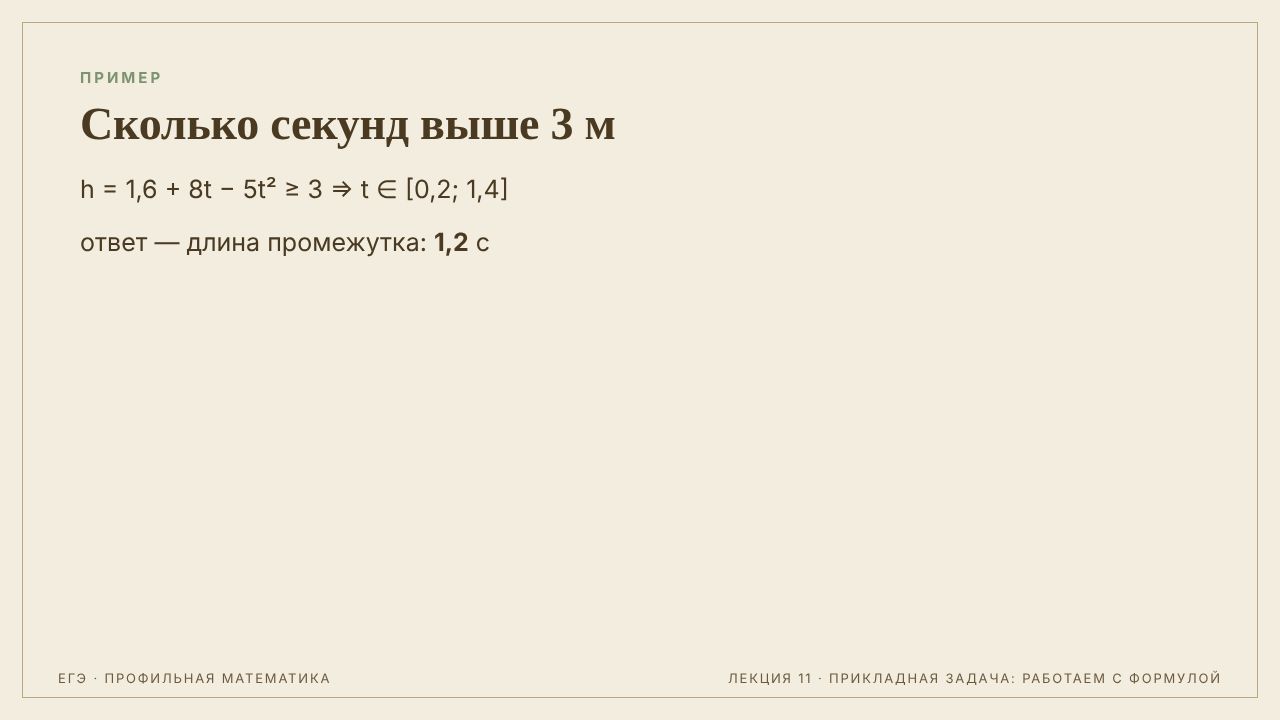 ПРИМЕР
Сколько секунд выше 3 м
h = 1,6 + 8t − 5t² ≥ 3 ⇒ t ∈ [0,2; 1,4]
ответ — длина промежутка: 1,2 с
ЕГЭ · ПРОФИЛЬНАЯ МАТЕМАТИКА
ЛЕКЦИЯ 11 · ПРИКЛАДНАЯ ЗАДАЧА: РАБОТАЕМ С ФОРМУЛОЙ